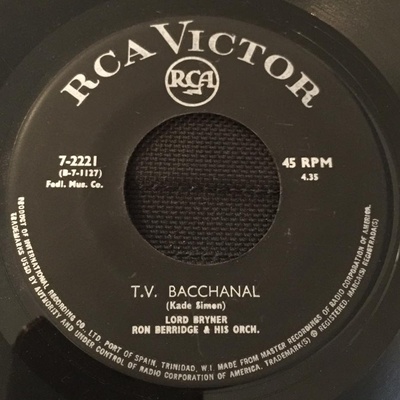 RCA VICTOR
RCA
7-2221
(B-7-1127)
Fedl. Mus. Co.
45 RPM
4.35
T.V. BACCHANAL
(Kade Simon)
LORD BRYNER
RON BERRIDGE & HIS ORCH.
PRODUCT OF INTERNATIONAL RECORDING CO, LTD. PORT OF SPAIN, TRINIDAD, W.I. MADE FROM MASTER RECORDINGS OF RADIO CORPORATION OF AMERICA.
TRADEMARKS USED BY AUTHORITY AND UNDER CONTROL OF RADIO CORPORATION OF AMERICA, TRADEMARK(S) ® REGISTERED. MARCA(S) REGISTRADA(S)